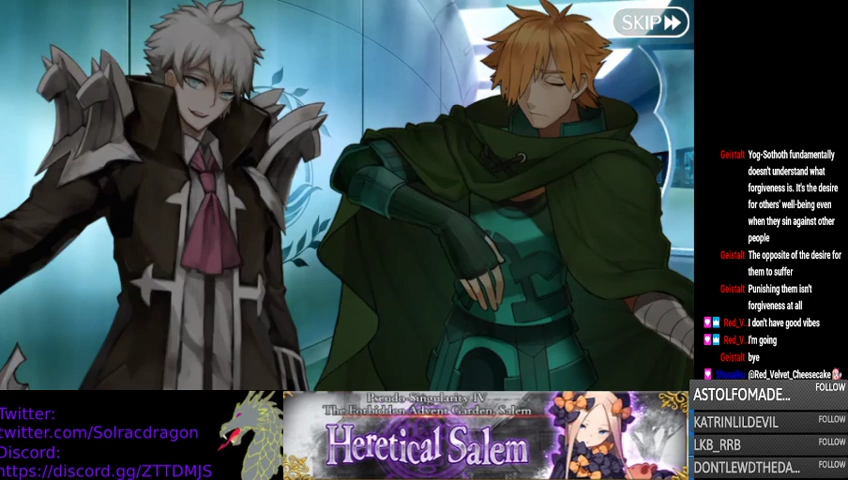 SKIP
Geistalt Yog-Sothoth fundamentally
doesn't understand what
forgiveness is. It's the desire
for others' well-being even
when they sin against other
people
Geistalt The opposite of the desire for
them to suffer
Geistalt Punishing them isn't
forgiveness at all
Red_V.. I don't have good vibes
Red_V.. I'm going
Geistalt bye
@Red_Velvet_Cheesecake
ASTOLFOMADE... FOLLOW
KATRINLILDEVIL FOLLOW
LKB_RRB FOLLOW
DONTLEWDTHEDA... FOLLOW
Twitter:
twitter.com/Solracdragon
Discord:
https://discord.gg/ZTTDMJS
Pseudo-Singularity IV
The Forbidden Advent Garden, Salem
Heretical Salem